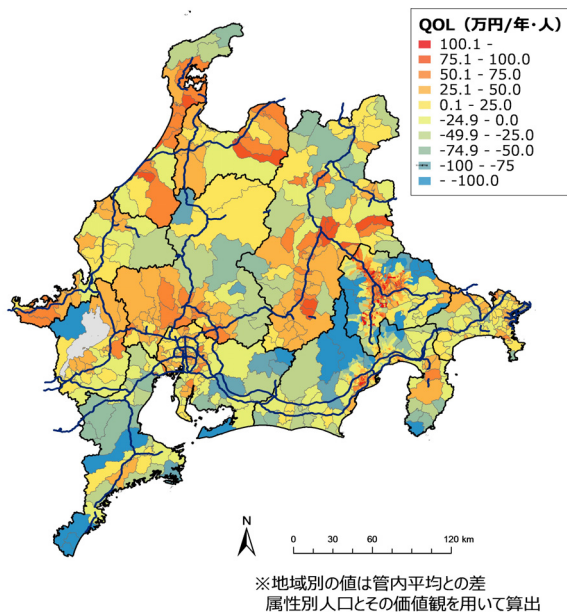 QOL（万円/年・人）
100.1 -
75.1 - 100.0
50.1 - 75.0
25.1 - 50.0
0.1 - 25.0
-24.9 - 0.0
-49.9 - -25.0
-74.9 - -50.0
-100 - -75
- -100.0
N
0 30 60 120 km
※地域別の値は管内平均との差
属性別人口とその価値観を用いて算出